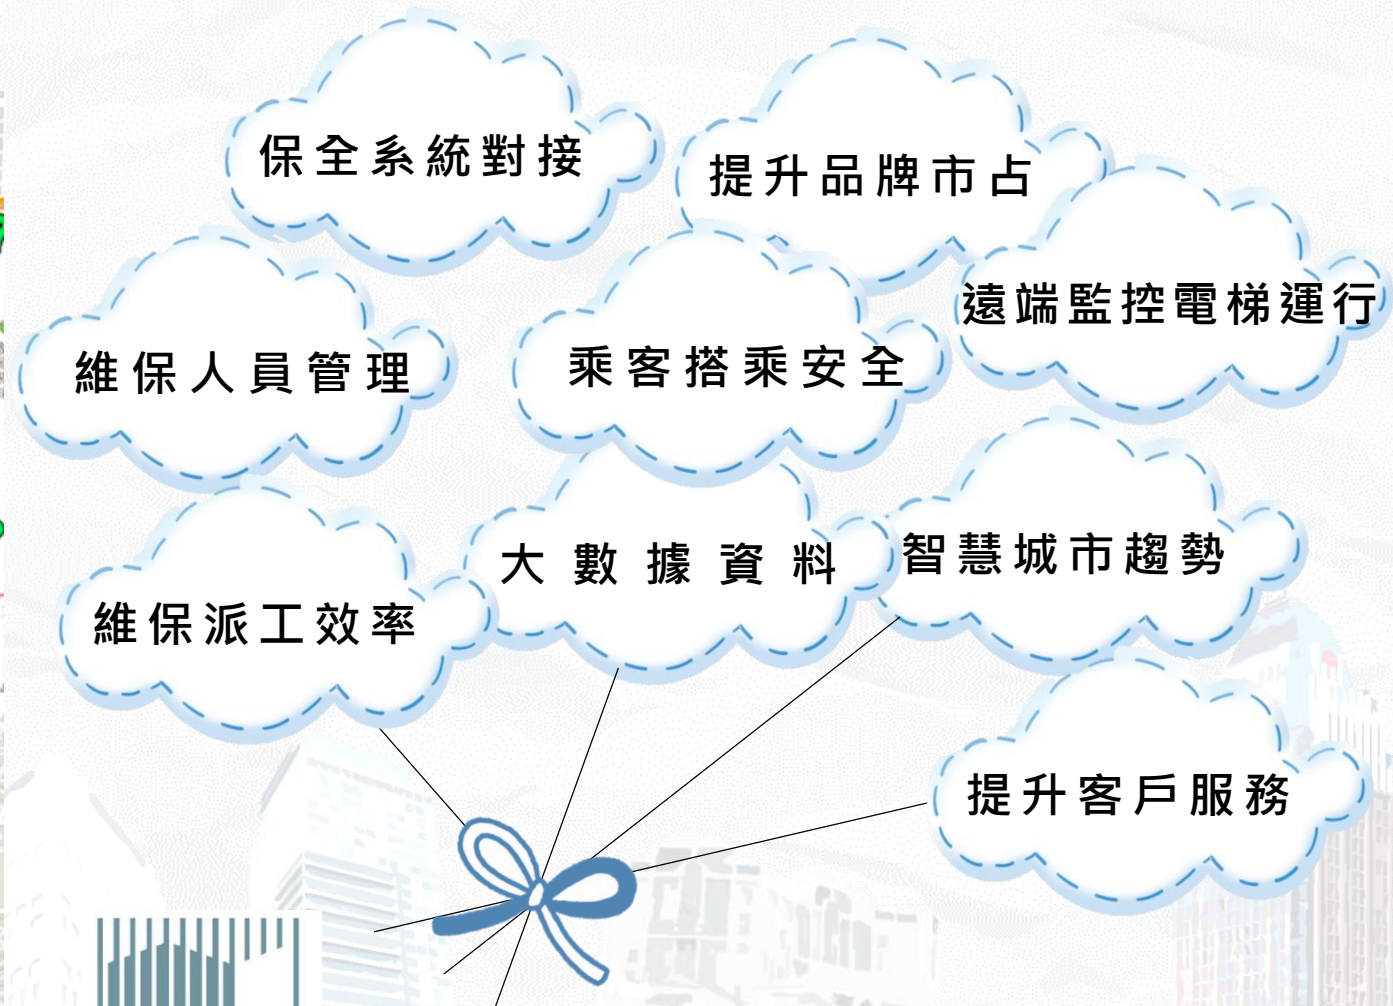 保全系統對接
提升品牌市占
遠端監控電梯運行
維保人員管理
乘客搭乘安全
大數據資料
智慧城市趨勢
維保派工效率
提升客戶服務